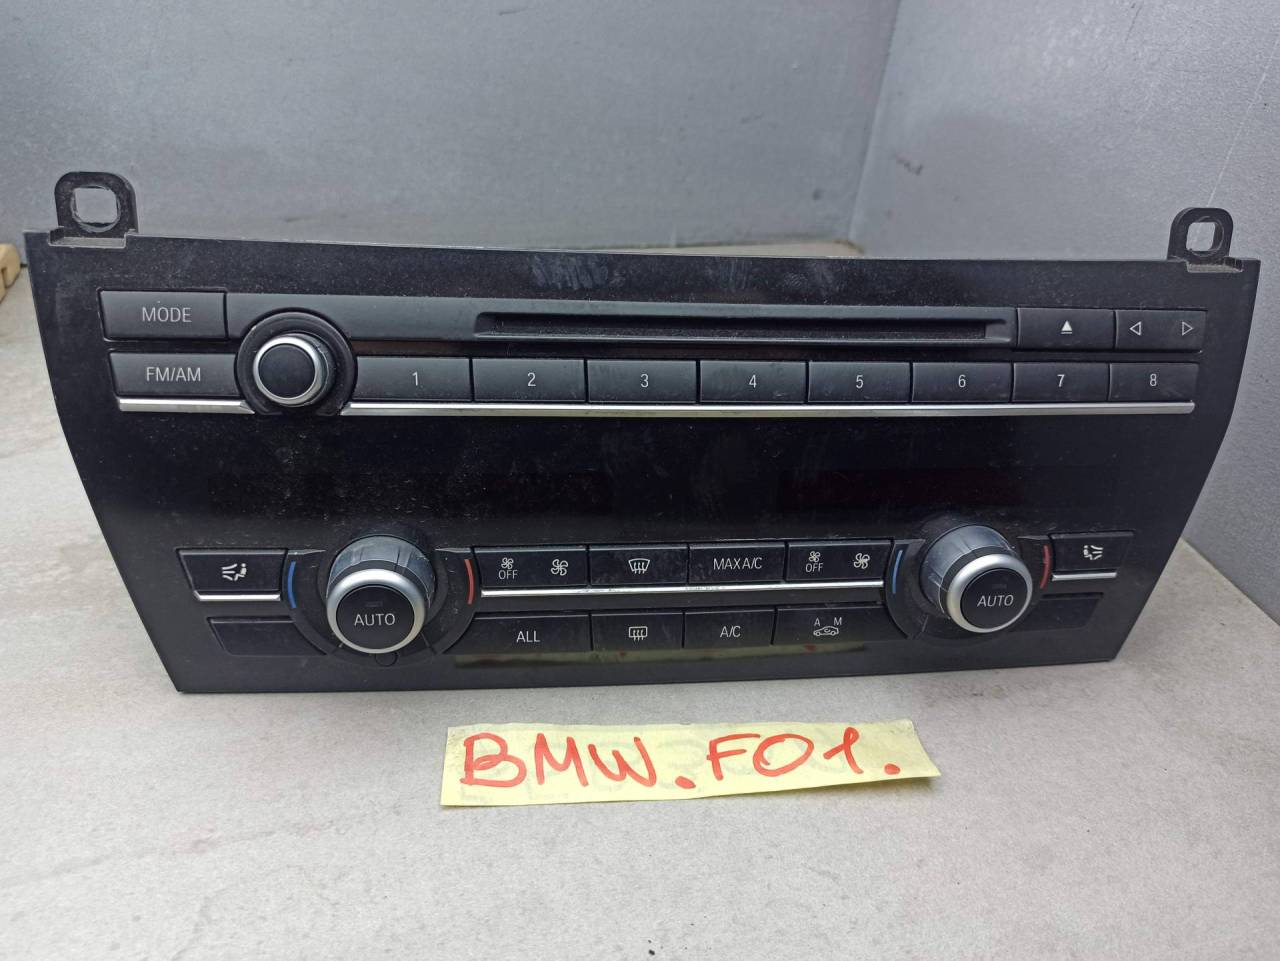 MODE
FM/AM
1 2 3 4 5 6 7 8
OFF MAX A/C OFF
AUTO AUTO
A M
ALL A/C
BMW.F01.